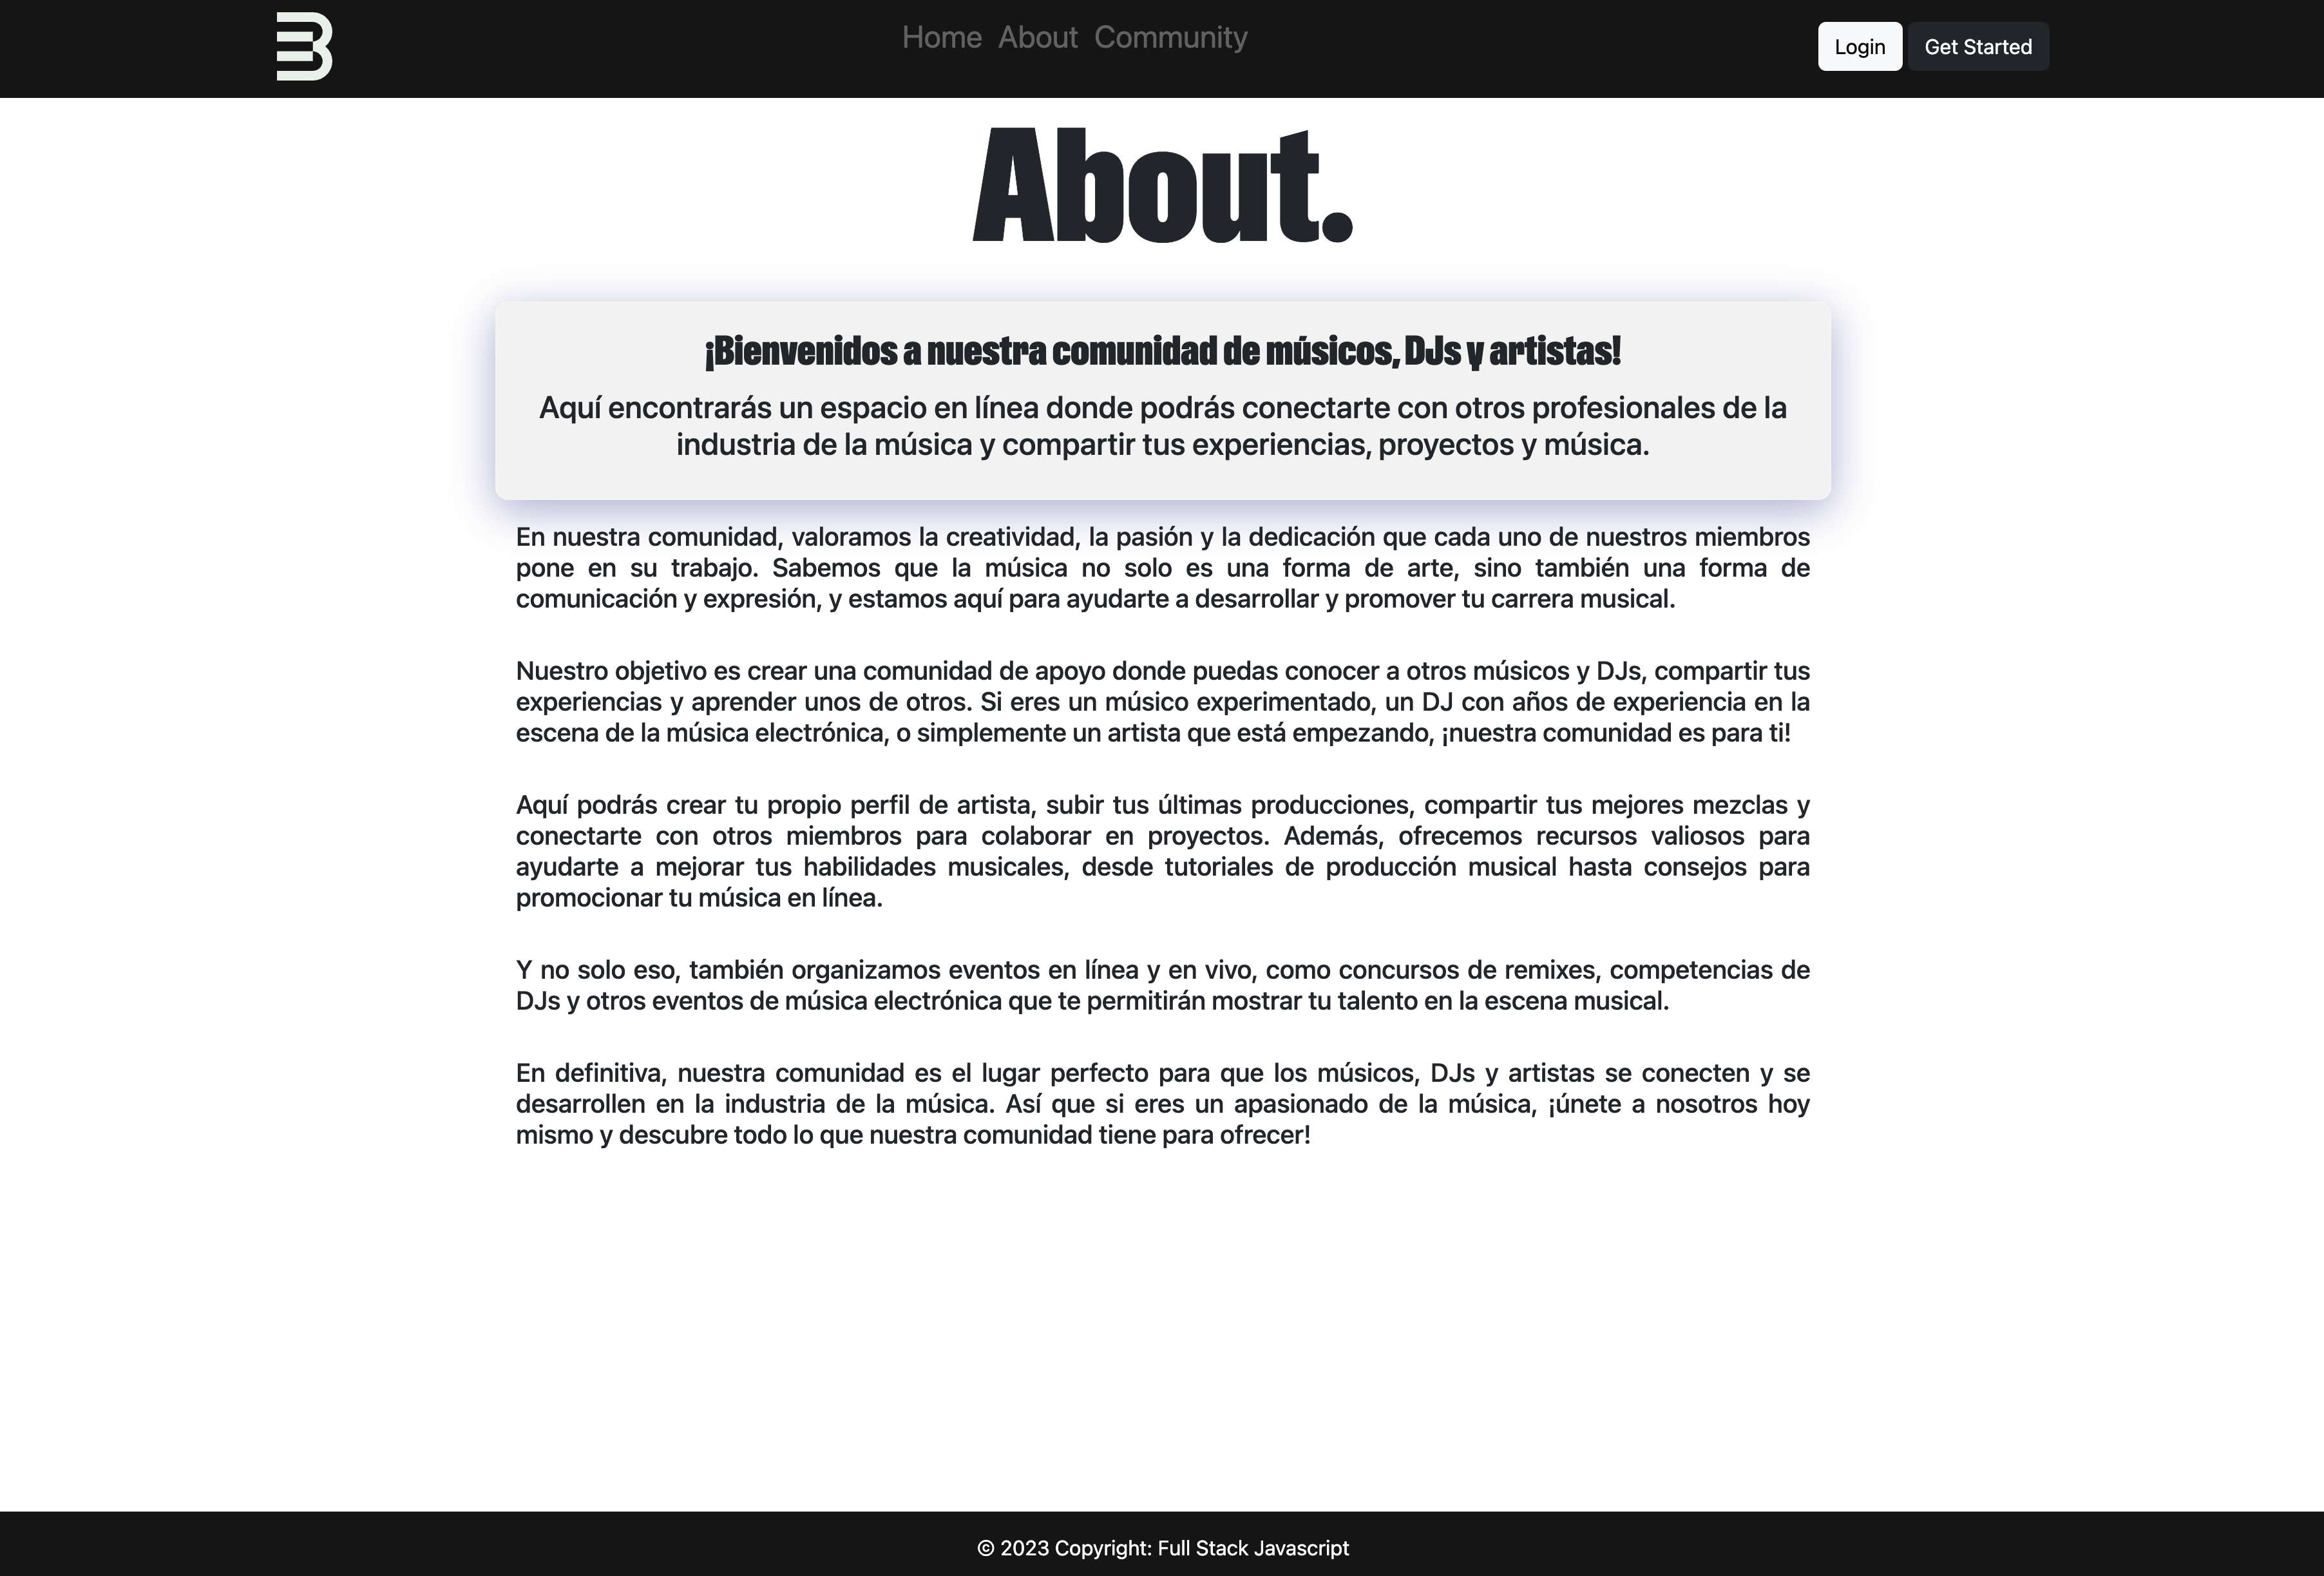 Home About Community
Login
Get Started
About.
¡Bienvenidos a nuestra comunidad de músicos, DJs y artistas!
Aquí encontrarás un espacio en línea donde podrás conectarte con otros profesionales de la
industria de la música y compartir tus experiencias, proyectos y música.
En nuestra comunidad, valoramos la creatividad, la pasión y la dedicación que cada uno de nuestros miembros
pone en su trabajo. Sabemos que la música no solo es una forma de arte, sino también una forma de
comunicación y expresión, y estamos aquí para ayudarte a desarrollar y promover tu carrera musical.
Nuestro objetivo es crear una comunidad de apoyo donde puedas conocer a otros músicos y DJs, compartir tus
experiencias y aprender unos de otros. Si eres un músico experimentado, un DJ con años de experiencia en la
escena de la música electrónica, o simplemente un artista que está empezando, ¡nuestra comunidad es para ti!
Aquí podrás crear tu propio perfil de artista, subir tus últimas producciones, compartir tus mejores mezclas y
conectarte con otros miembros para colaborar en proyectos. Además, ofrecemos recursos valiosos para
ayudarte a mejorar tus habilidades musicales, desde tutoriales de producción musical hasta consejos para
promocionar tu música en línea.
Y no solo eso, también organizamos eventos en línea y en vivo, como concursos de remixes, competencias de
DJs y otros eventos de música electrónica que te permitirán mostrar tu talento en la escena musical.
En definitiva, nuestra comunidad es el lugar perfecto para que los músicos, DJs y artistas se conecten y se
desarrollen en la industria de la música. Así que si eres un apasionado de la música, ¡únete a nosotros hoy
mismo y descubre todo lo que nuestra comunidad tiene para ofrecer!
© 2023 Copyright: Full Stack Javascript